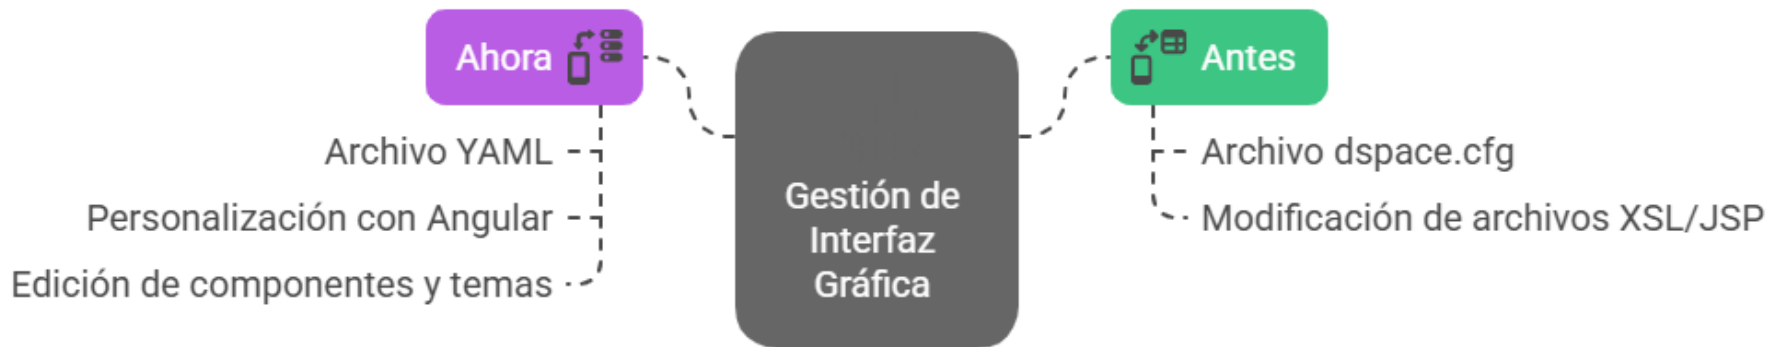 Ahora
Archivo YAML
Personalización con Angular
Edición de componentes y temas
Gestión de
Interfaz
Gráfica
Antes
Archivo dspace.cfg
Modificación de archivos XSL/JSP